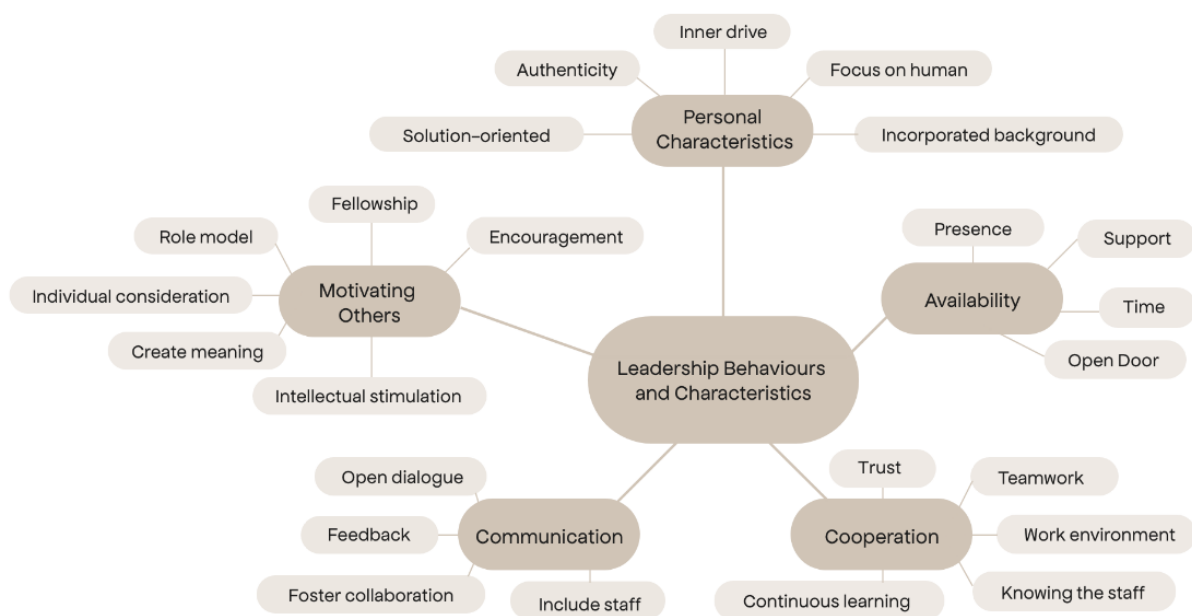 Inner drive
Authenticity
Focus on human
Personal
Characteristics
Solution-oriented
Incorporated background
Fellowship
Role model
Encouragement
Individual consideration
Motivating
Others
Create meaning
Intellectual stimulation
Presence
Support
Availability
Time
Open Door
Leadership Behaviours
and Characteristics
Open dialogue
Feedback
Communication
Foster collaboration
Include staff
Trust
Teamwork
Cooperation
Work environment
Knowing the staff
Continuous learning